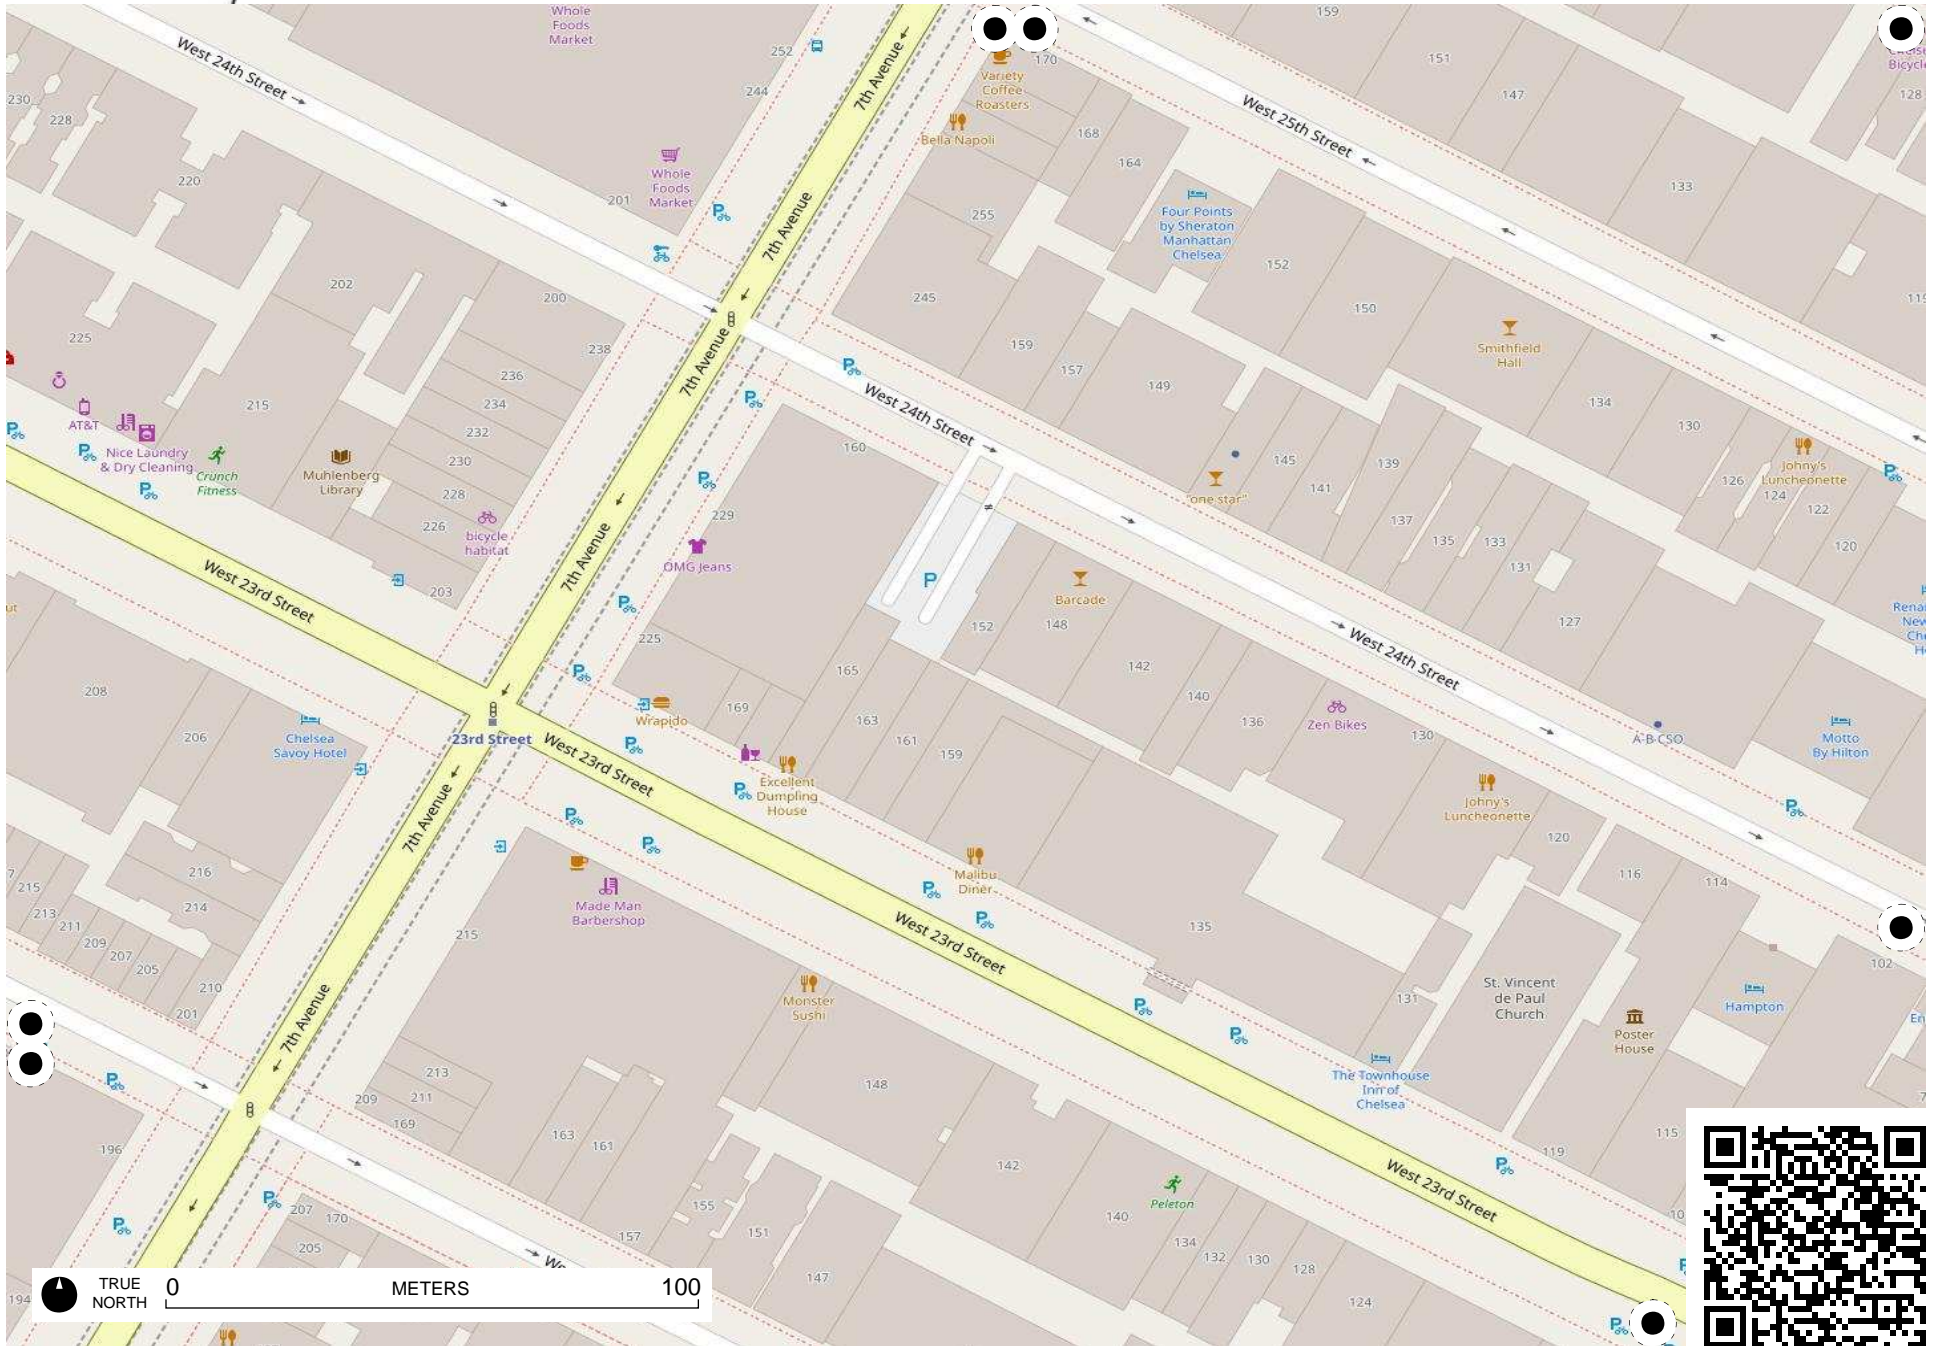 Whole
Foods
Market
159
West 24th Street
252
7th Avenue
170
151
Bicycle
Variety
Coffee
Roasters
230
244
147
128
228
West 25th Street
Bella Napoli
168
164
220
Whole
Foods
Market
201
133
255
7th Avenue
Four Points
by Sheraton
Manhattan
Chelsea
202
200
245
152
150
225
238
7th Avenue
159
Smithfield
Hall
236
157
149
215
234
West 24th Street
134
AT&T
232
160
130
Nice Laundry
& Dry Cleaning
Crunch
Fitness
Muhlenberg
Library
230
145
139
Johny's
Luncheonette
228
"one star"
141
126
124
226
229
137
122
bicycle
habitat
7th Avenue
OMG Jeans
135
133
120
131
West 23rd Street
203
P
Barcade
225
152
148
127
West 24th Street
208
165
142
140
169
163
136
Zen Bikes
130
206
Chelsea
Savoy Hotel
23rd Street
Wrapido
161
159
A-B-CSO
Motto
By Hilton
West 23rd Street
Excellent
Dumpling
House
7th Avenue
Johny's
Luncheonette
120
216
Malibu
Diner
116
114
215
214
213
Made Man
Barbershop
211
209
207
205
215
West 23rd Street
135
102
210
201
Monster
Sushi
131
St. Vincent
de Paul
Church
Hampton
7th Avenue
Poster
House
213
148
The Townhouse
Inn of
Chelsea
209
211
169
196
163
161
142
119
115
West 23rd Street
207
170
155
Peleton
205
157
151
140
134
132
130
128
147
124
194
TRUE
NORTH
0
METERS
100